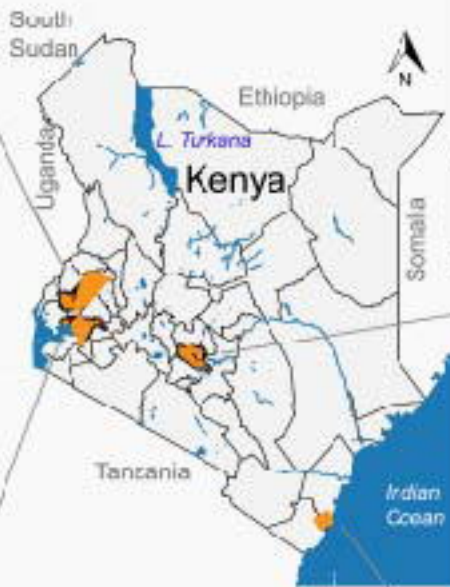 South
Sudan
N
Ethiopia
L. Turkana
Uganda
Kenya
Somalia
Tanzania
Indian
Ocean